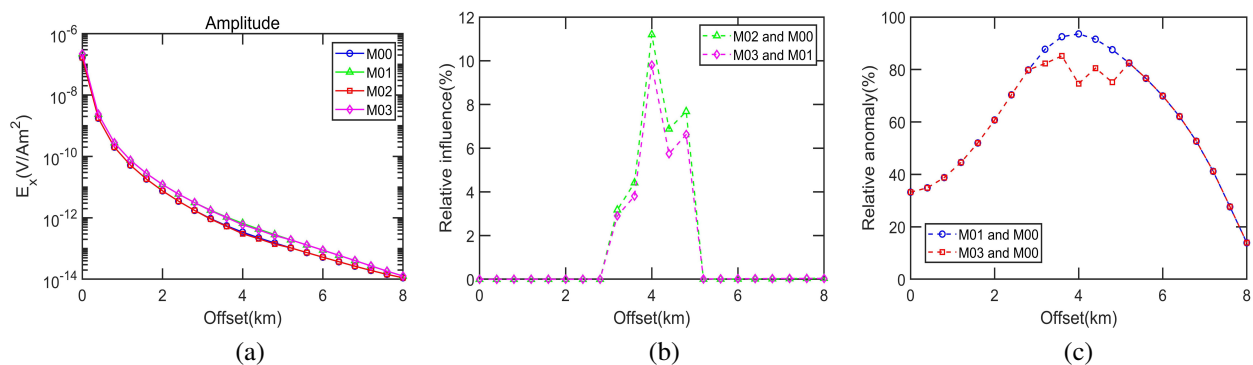 Amplitude
10^-6
10^-8
10^-10
10^-12
10^-14
E_x(V/Am^2)
0 2 4 6 8
Offset(km)
M00
M01
M02
M03
(a)
12
10
8
6
4
2
0
Relative influence(%)
0 2 4 6 8
Offset(km)
M02 and M00
M03 and M01
(b)
100
80
60
40
20
0
Relative anomaly(%)
0 2 4 6 8
Offset(km)
M01 and M00
M03 and M00
(c)